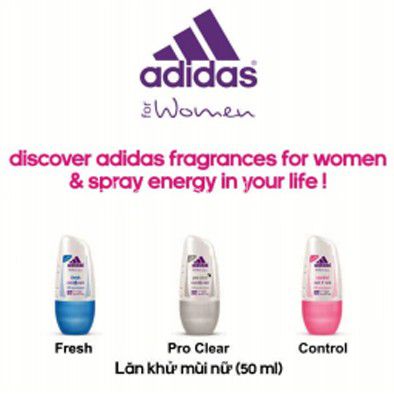 adidas
for Women
discover adidas fragrances for women
& spray energy in your life !
Fresh
Pro Clear
Control
Lăn khử mùi nữ (50 ml)